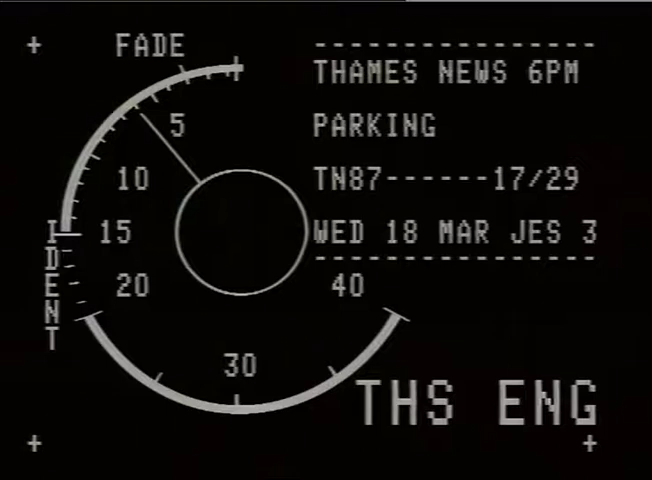 FADE
THAMES NEWS 6PM
PARKING
TN87------17/29
WED 18 MAR JES 3
5
10
15
20
30
40
IDENT
THS ENG